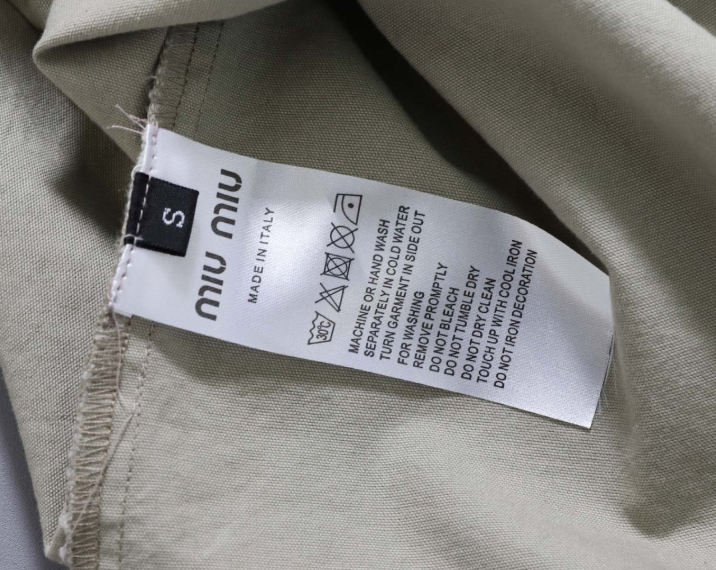 S
MIU MIU
MADE IN ITALY
30°C
MACHINE OR HAND WASH
SEPARATELY IN COLD WATER
TURN GARMENT IN SIDE OUT
FOR WASHING
REMOVE PROMPTLY
DO NOT BLEACH
DO NOT TUMBLE DRY
DO NOT DRY CLEAN
TOUCH UP WITH COOL IRON
DO NOT IRON DECORATION